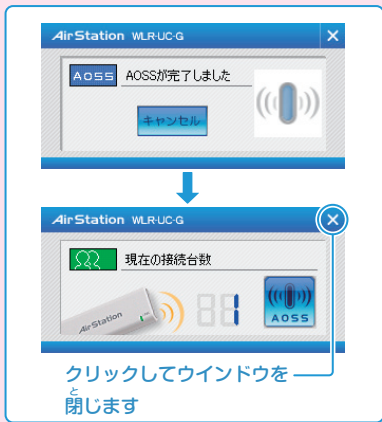 AirStation WLR-UC-G ×
AOSS AOSSが完了しました
キャンセル
AirStation WLR-UC-G ×
現在の接続台数
AirStation
1
AOSS
クリックしてウインドウを
と
閉じます